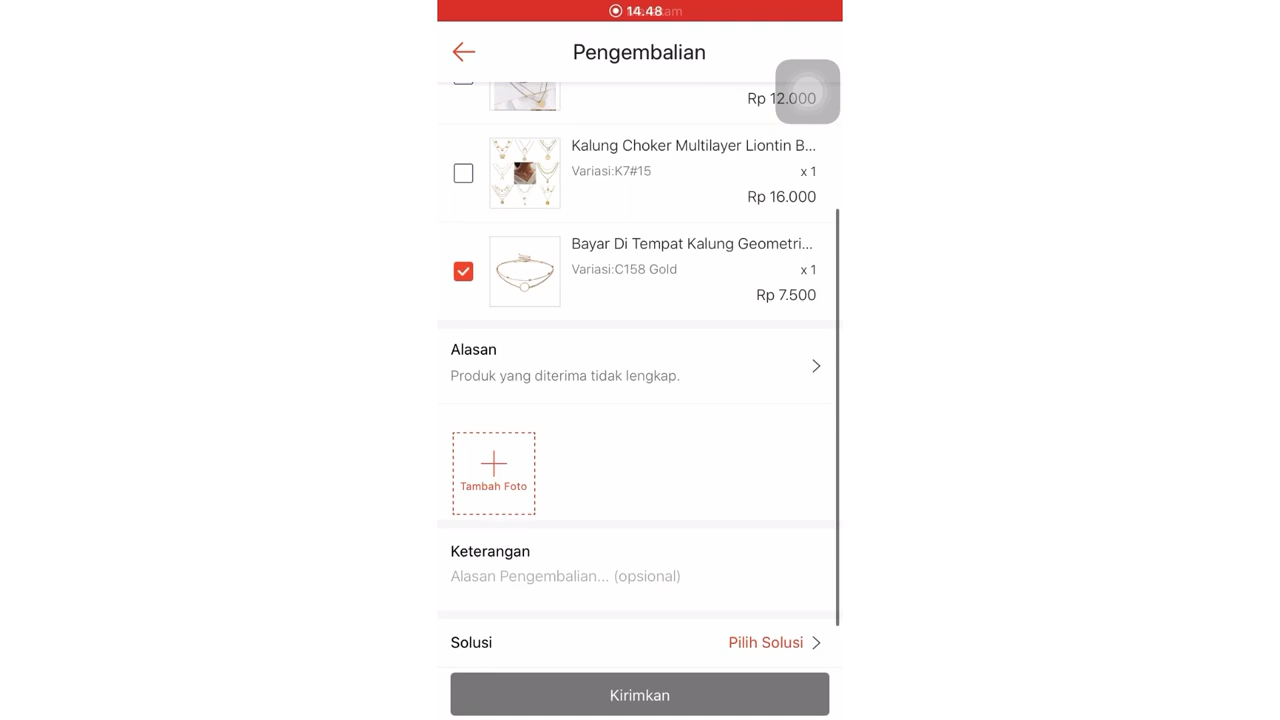 14.48
Pengembalian
Rp 12.000
Kalung Choker Multilayer Liontin B...
Variasi:K7#15
x 1
Rp 16.000
Bayar Di Tempat Kalung Geometri...
Variasi:C158 Gold
x 1
Rp 7.500
Alasan
Produk yang diterima tidak lengkap.
Tambah Foto
Keterangan
Alasan Pengembalian... (opsional)
Solusi
Pilih Solusi
Kirimkan